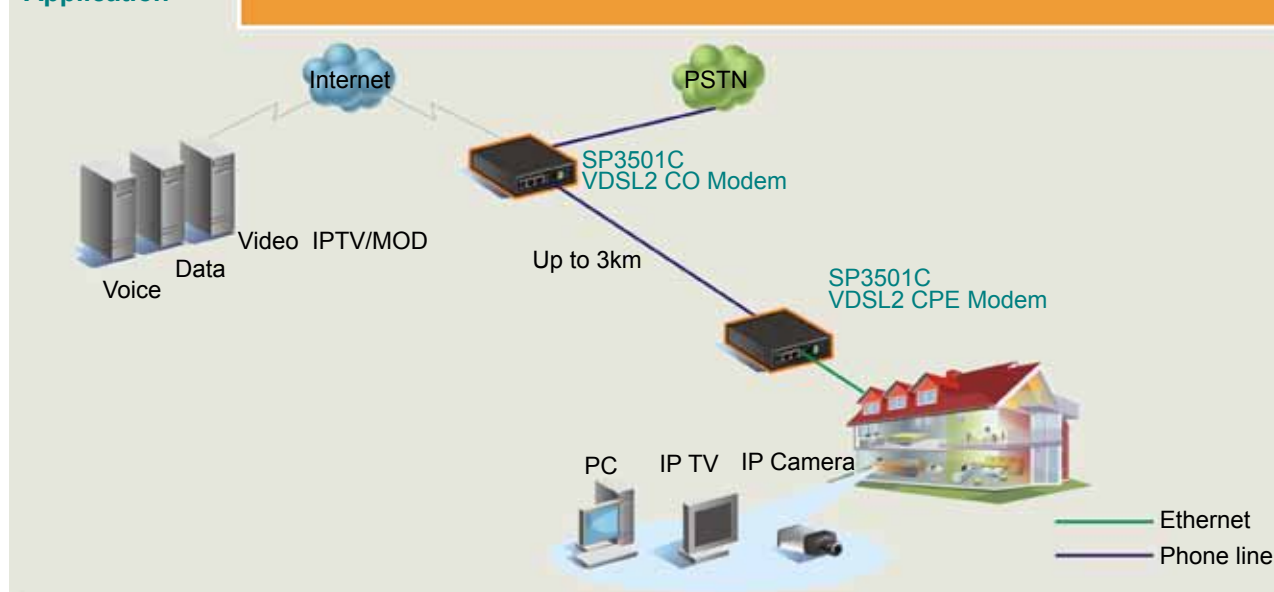 Application
Internet
PSTN
SP3501C
VDSL2 CO Modem
Video IPTV/MOD
Data
Voice
Up to 3km
SP3501C
VDSL2 CPE Modem
PC
IP TV
IP Camera
Ethernet
Phone line